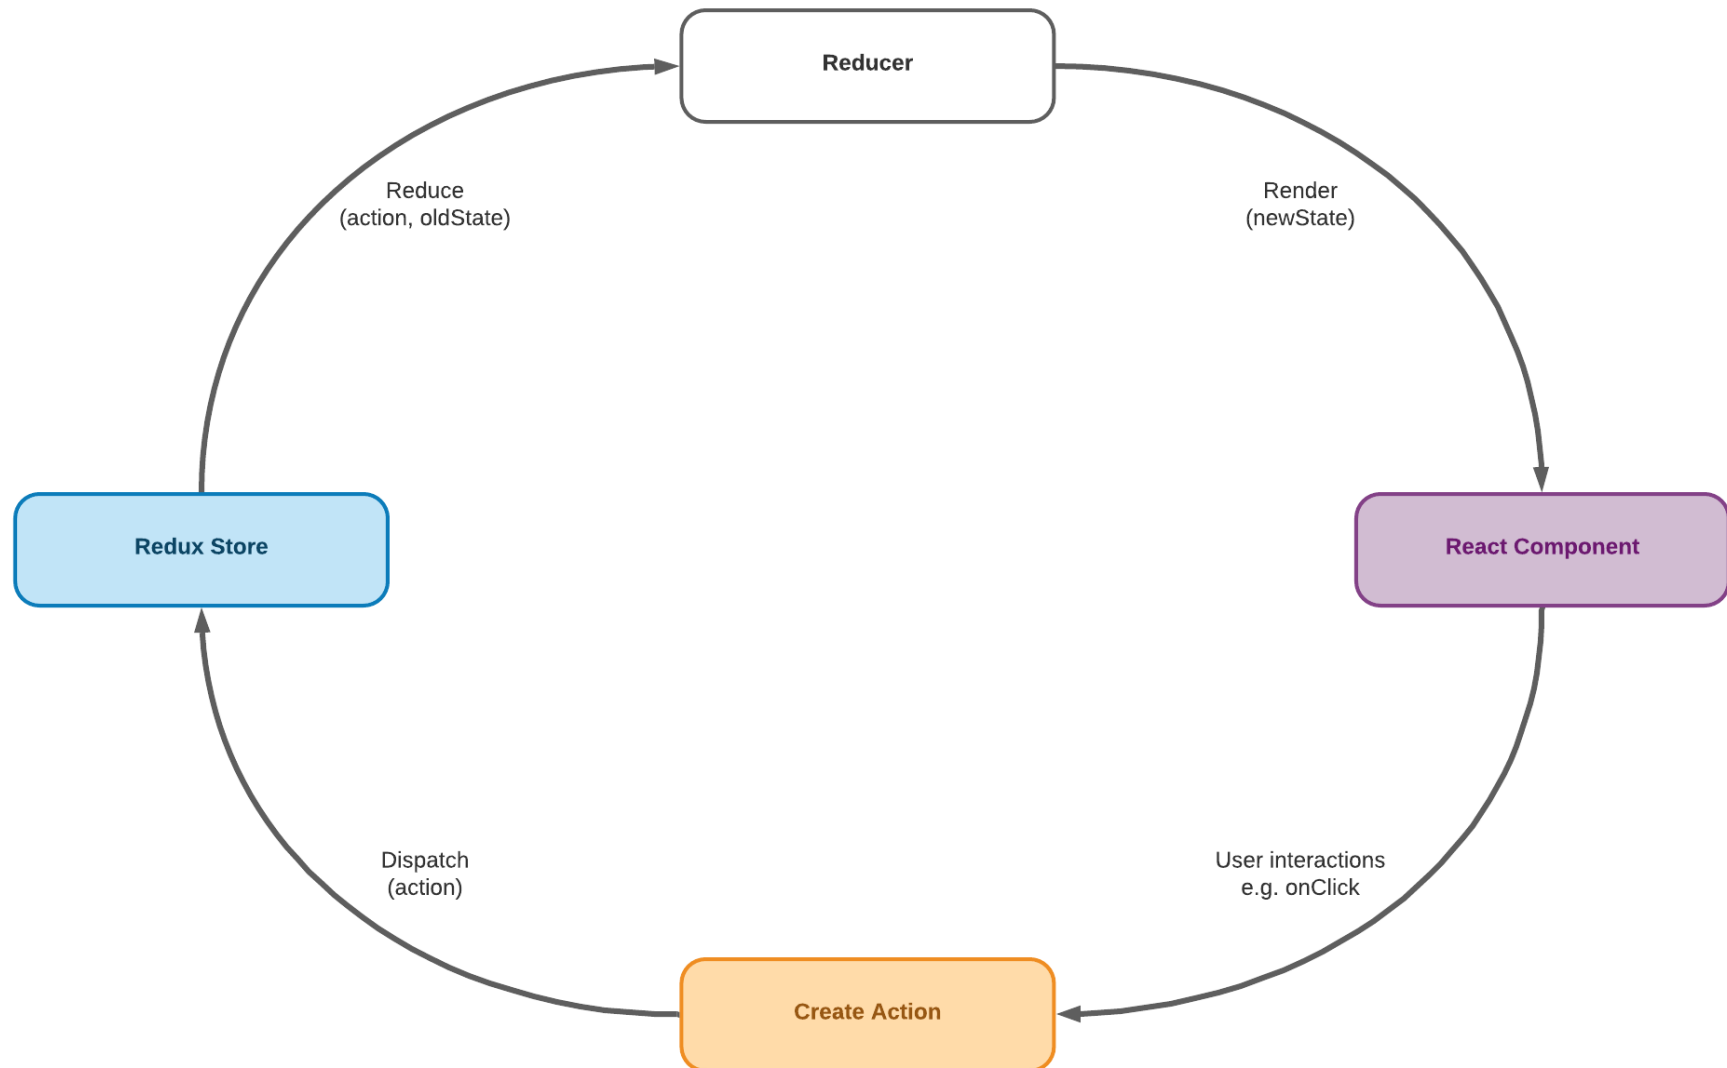 Reducer
Reduce
(action, oldState)
Render
(newState)
Redux Store
React Component
Dispatch
(action)
User interactions
e.g. onClick
Create Action